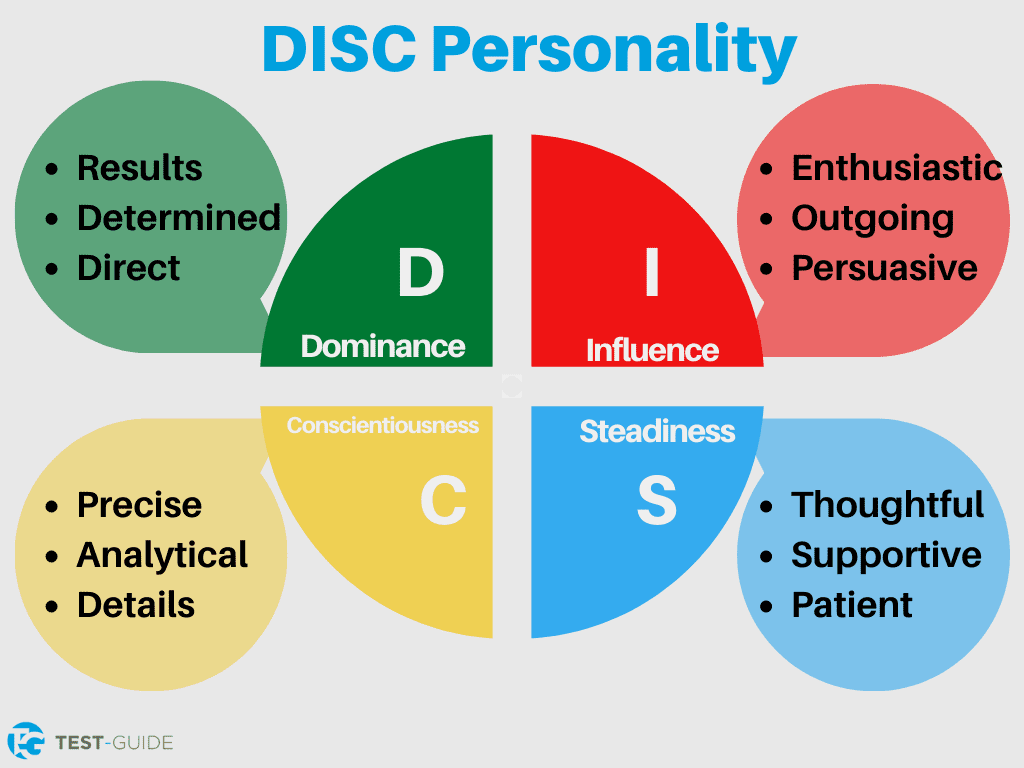 DISC Personality
• Results
• Determined
• Direct
D
Dominance
I
Influence
• Enthusiastic
• Outgoing
• Persuasive
• Precise
• Analytical
• Details
Conscientiousness
C
Steadiness
S
• Thoughtful
• Supportive
• Patient
TG
TEST-GUIDE